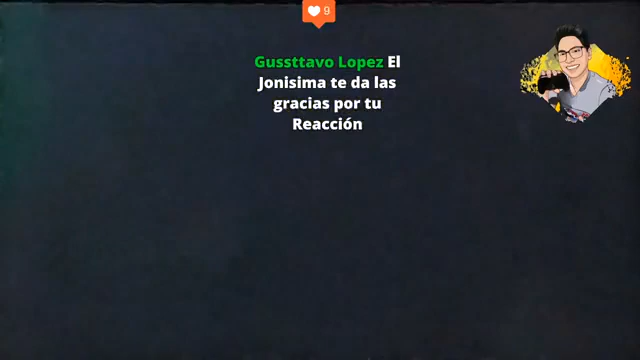 9
Gussttavo Lopez El
Jonisima te da las
gracias por tu
Reacción